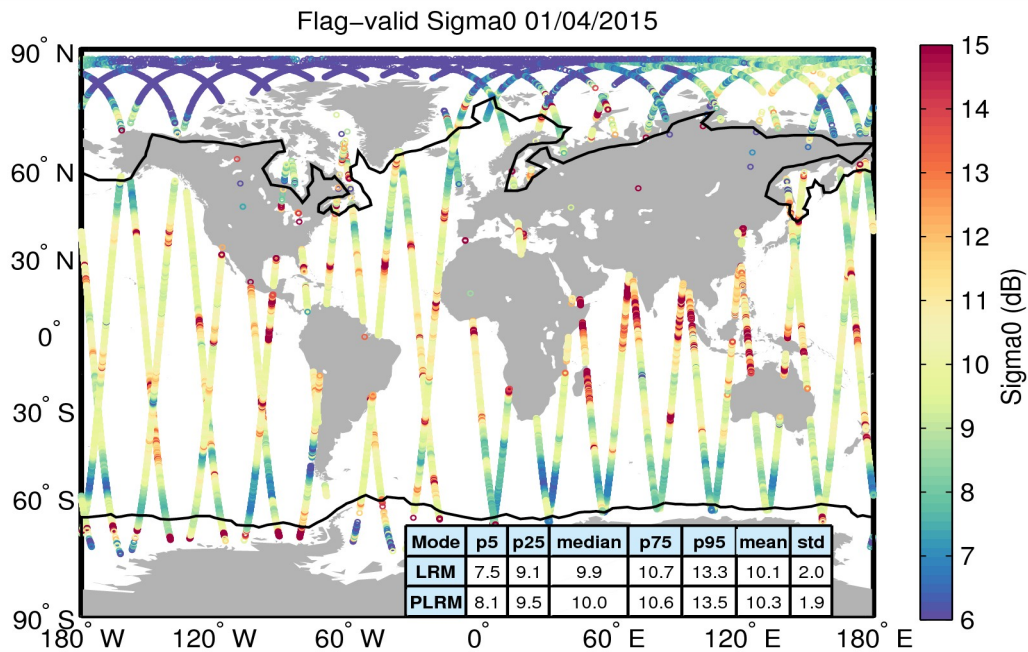 Flag−valid Sigma0 01/04/2015
90° N
60° N
30° N
0°
30° S
60° S
90° S
180° W
120° W
60° W
0°
60° E
120° E
180° E
Mode p5 p25 median p75 p95 mean std
LRM 7.5 9.1 9.9 10.7 13.3 10.1 2.0
PLRM 8.1 9.5 10.0 10.6 13.5 10.3 1.9
15
14
13
12
11
10
9
8
7
6
Sigma0 (dB)